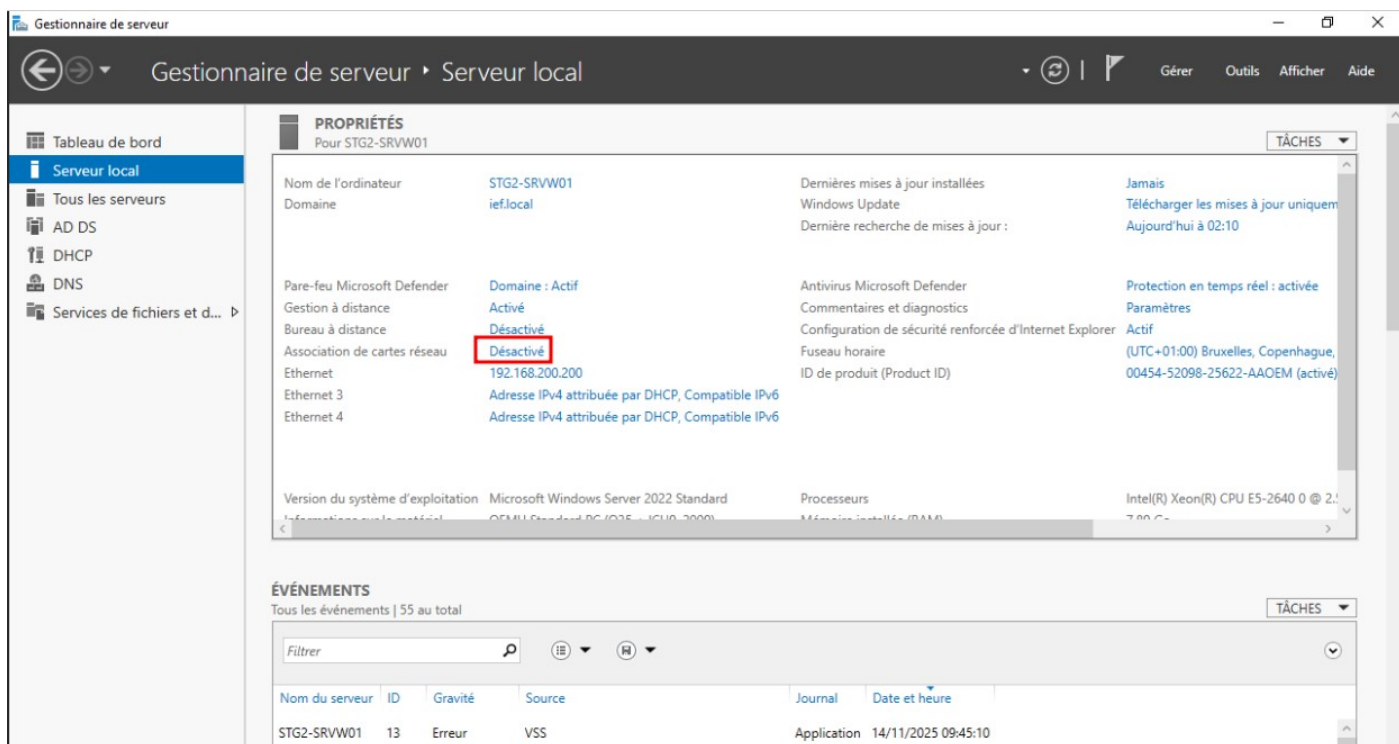 Gestionnaire de serveur
Gestionnaire de serveur ‣ Serveur local
Gérer Outils Afficher Aide
Tableau de bord
Serveur local
Tous les serveurs
AD DS
DHCP
DNS
Services de fichiers et d...
PROPRIÉTÉS
Pour STG2-SRVW01
TÂCHES
Nom de l'ordinateur STG2-SRVW01 Dernières mises à jour installées Jamais
Domaine ief.local Windows Update Télécharger les mises à jour uniquem
Dernière recherche de mises à jour : Aujourd'hui à 02:10
Pare-feu Microsoft Defender Domaine : Actif Antivirus Microsoft Defender Protection en temps réel : activée
Gestion à distance Activé Commentaires et diagnostics Paramètres
Bureau à distance Désactivé Configuration de sécurité renforcée d'Internet Explorer Actif
Association de cartes réseau Désactivé Fuseau horaire (UTC+01:00) Bruxelles, Copenhague,
Ethernet 192.168.200.200 ID de produit (Product ID) 00454-52098-25622-AAOEM (activé)
Ethernet 3 Adresse IPv4 attribuée par DHCP, Compatible IPv6
Ethernet 4 Adresse IPv4 attribuée par DHCP, Compatible IPv6
Version du système d'exploitation Microsoft Windows Server 2022 Standard Processeurs Intel(R) Xeon(R) CPU E5-2640 0 @ 2.
ÉVÉNEMENTS
Tous les événements | 55 au total
TÂCHES
Filtrer
Nom du serveur ID Gravité Source Journal Date et heure
STG2-SRVW01 13 Erreur VSS Application 14/11/2025 09:45:10